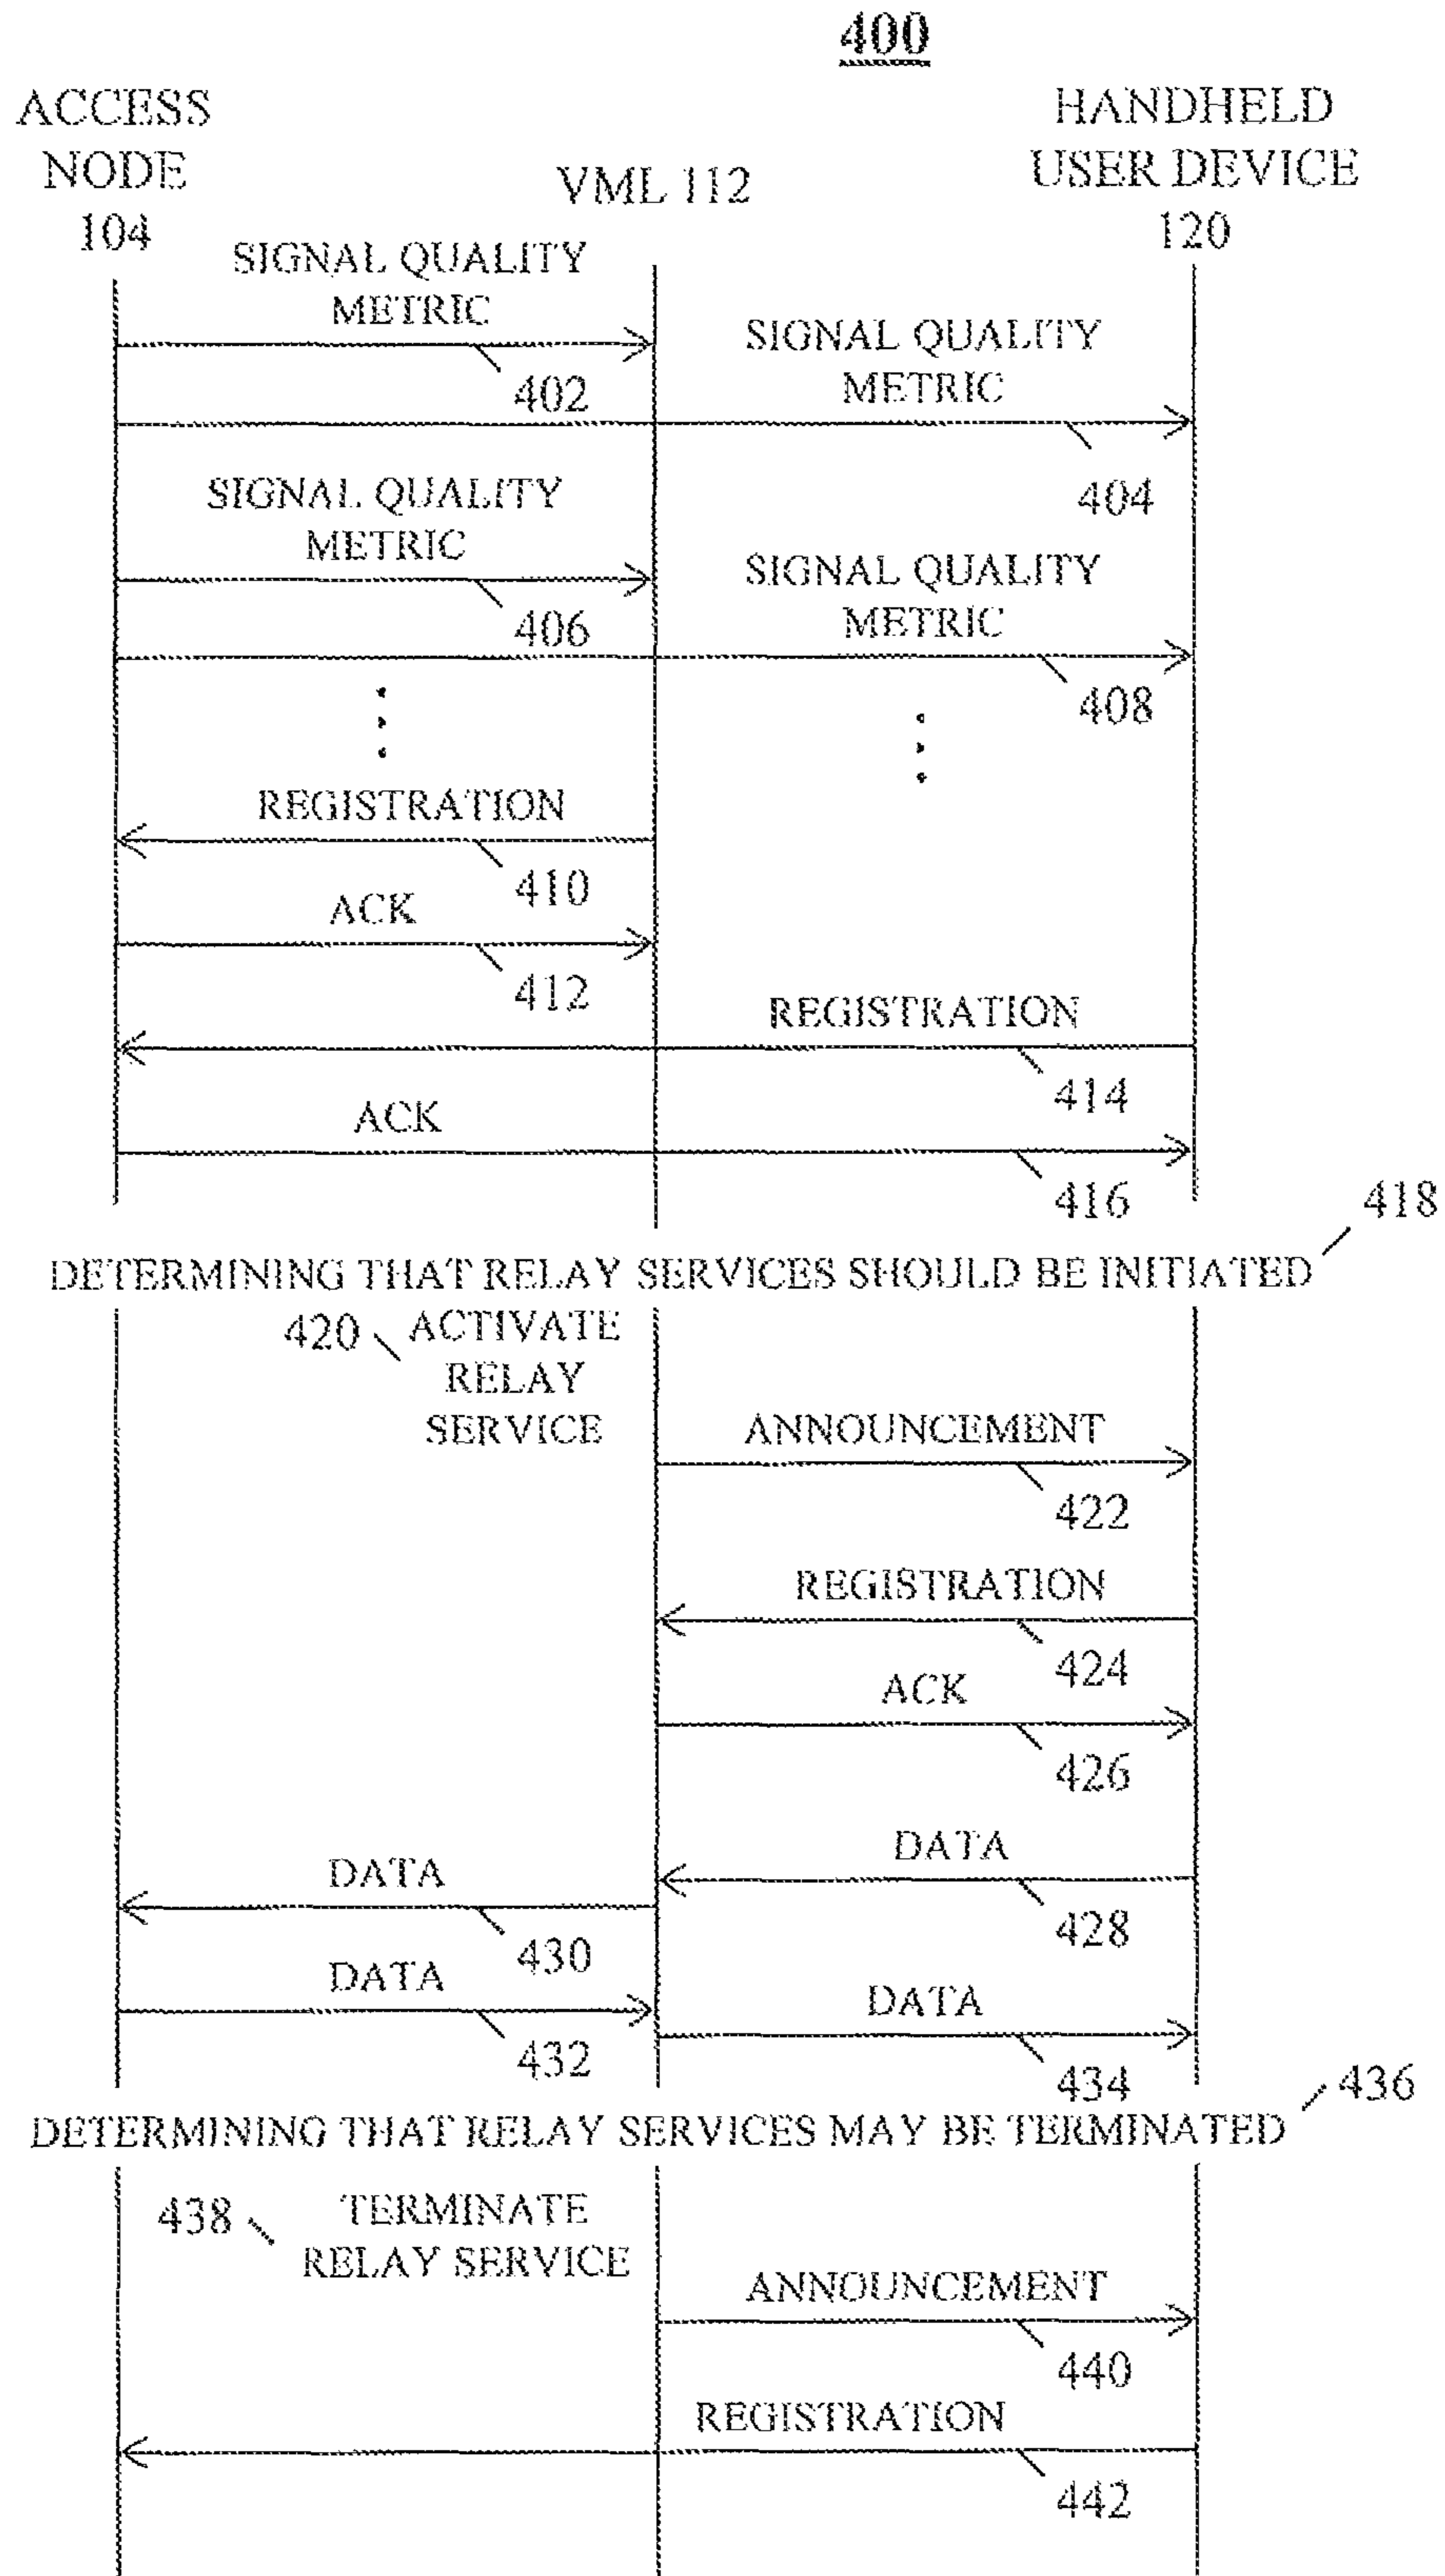 400
ACCESS
NODE
104
VML 112
HANDHELD
USER DEVICE
120
SIGNAL QUALITY
METRIC
402
SIGNAL QUALITY
METRIC
404
SIGNAL QUALITY
METRIC
406
SIGNAL QUALITY
METRIC
408
REGISTRATION
410
ACK
412
REGISTRATION
414
ACK
416
418
DETERMINING THAT RELAY SERVICES SHOULD BE INITIATED
420
ACTIVATE
RELAY
SERVICE
ANNOUNCEMENT
422
REGISTRATION
424
ACK
426
DATA
428
DATA
430
DATA
432
DATA
434
436
DETERMINING THAT RELAY SERVICES MAY BE TERMINATED
438
TERMINATE
RELAY SERVICE
ANNOUNCEMENT
440
REGISTRATION
442